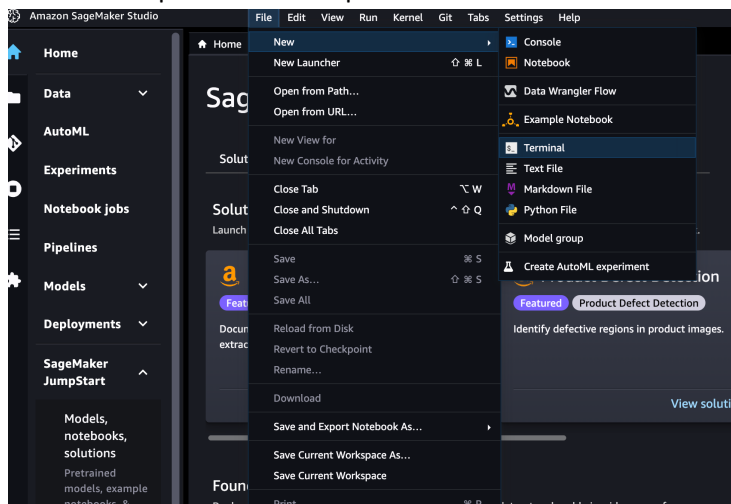 Amazon SageMaker Studio
File Edit View Run Kernel Git Tabs Settings Help
Home
Data
AutoML
Experiments
Notebook jobs
Pipelines
Models
Deployments
SageMaker
JumpStart
Models,
notebooks,
solutions
Pretrained
models, example
Home
New
New Launcher ⇧ ⌘ L
Open from Path...
Open from URL...
New View for
New Console for Activity
Close Tab ⌥ W
Close and Shutdown ^ ⇧ Q
Close All Tabs
Save ⌘ S
Save As... ⇧ ⌘ S
Save All
Reload from Disk
Revert to Checkpoint
Rename...
Download
Save and Export Notebook As...
Save Current Workspace As...
Save Current Workspace
Print... ⌘ P
Console
Notebook
Data Wrangler Flow
Example Notebook
Terminal
Text File
Markdown File
Python File
Model group
Create AutoML experiment
Sag
Solut
Solut
Launch
Feat
Docum
extrac
Featured Product Defect Detection
Identify defective regions in product images.
View soluti
Foun